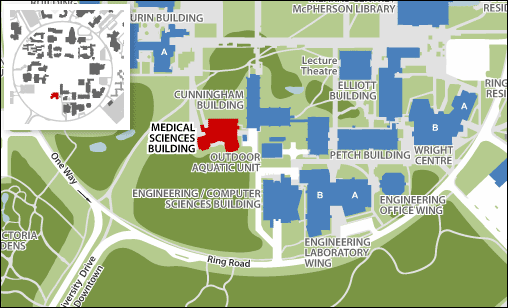 BUILDING
URIN BUILDING
A
McPHERSON LIBRARY
RESID
Lecture
Theatre
CUNNINGHAM
BUILDING
ELLIOTT
BUILDING
RING
RESI
A
B
MEDICAL
SCIENCES
BUILDING
OUTDOOR
AQUATIC UNIT
PETCH BUILDING
WRIGHT
CENTRE
One Way
ENGINEERING / COMPUTER
SCIENCES BUILDING
B
A
ENGINEERING
OFFICE WING
ENGINEERING
LABORATORY
WING
CTORIA
DENS
Ring Road
versity Drive
Downtown